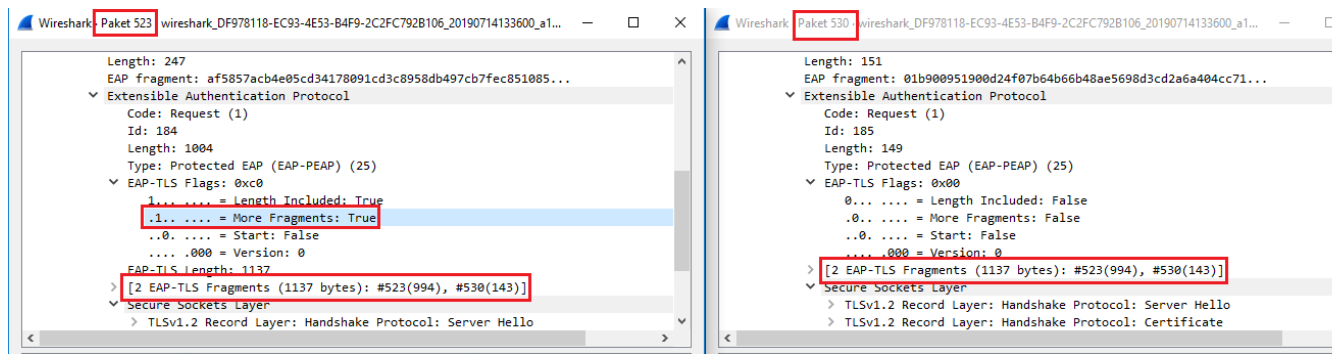 Wireshark · Paket 523 · wireshark_DF978118-EC93-4E53-B4F9-2C2FC792B106_20190714133600_a1...
Length: 247
EAP fragment: af5857acb4e05cd34178091cd3c8958db497cb7fec851085...
Extensible Authentication Protocol
Code: Request (1)
Id: 184
Length: 1004
Type: Protected EAP (EAP-PEAP) (25)
EAP-TLS Flags: 0xc0
1... .... = Length Included: True
.1.. .... = More Fragments: True
..0. .... = Start: False
.... .000 = Version: 0
EAP-TLS Length: 1137
[2 EAP-TLS Fragments (1137 bytes): #523(994), #530(143)]
Secure Sockets Layer
TLSv1.2 Record Layer: Handshake Protocol: Server Hello
Wireshark · Paket 530 · wireshark_DF978118-EC93-4E53-B4F9-2C2FC792B106_20190714133600_a1...
Length: 151
EAP fragment: 01b900951900d24f07b64b66b48ae5698d3cd2a6a404cc71...
Extensible Authentication Protocol
Code: Request (1)
Id: 185
Length: 149
Type: Protected EAP (EAP-PEAP) (25)
EAP-TLS Flags: 0x00
0... .... = Length Included: False
.0.. .... = More Fragments: False
..0. .... = Start: False
.... .000 = Version: 0
[2 EAP-TLS Fragments (1137 bytes): #523(994), #530(143)]
Secure Sockets Layer
TLSv1.2 Record Layer: Handshake Protocol: Server Hello
TLSv1.2 Record Layer: Handshake Protocol: Certificate